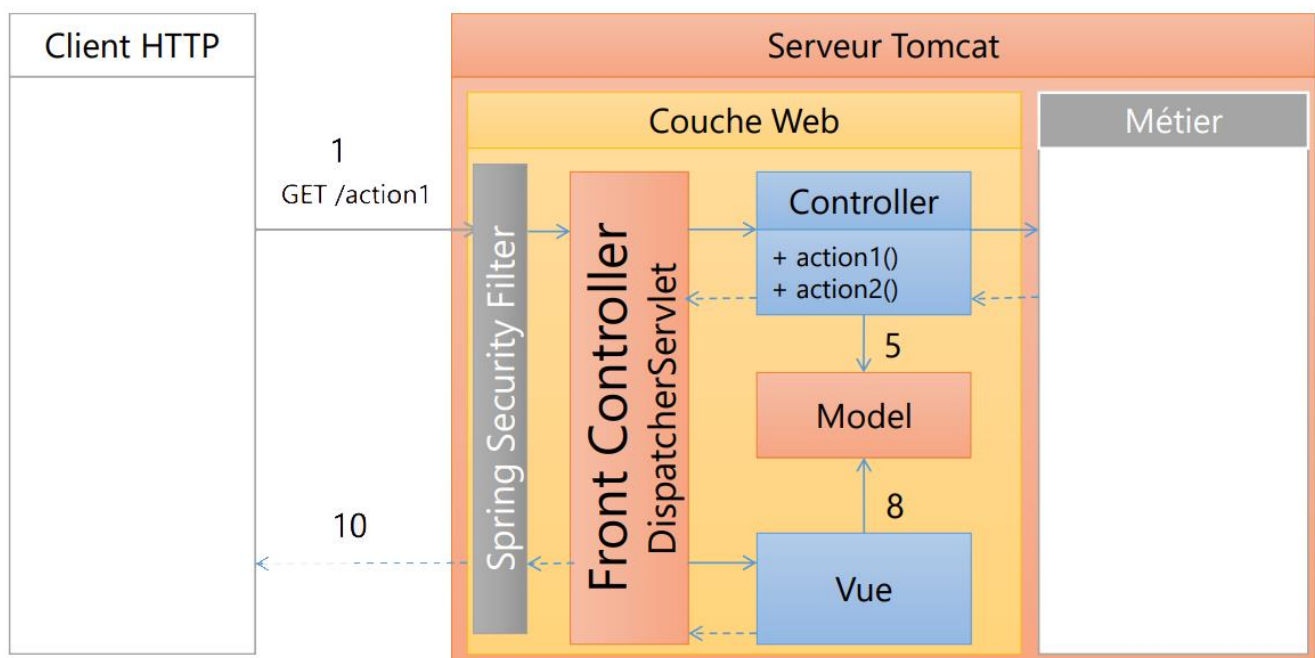 Client HTTP
Serveur Tomcat
Couche Web
Métier
1
GET /action1
Spring Security Filter
Front Controller
DispatcherServlet
Controller
+ action1()
+ action2()
5
Model
8
10
Vue